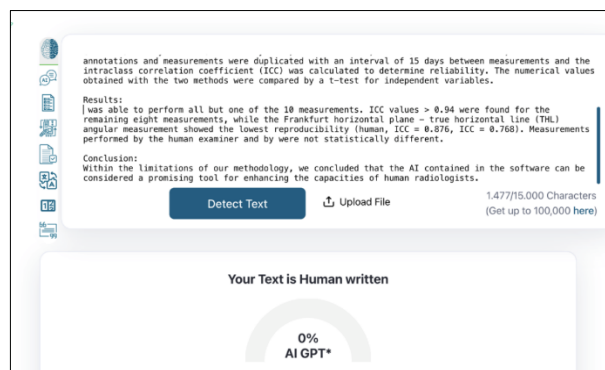 annotations and measurements were duplicated with an interval of 15 days between measurements and the
intraclass correlation coefficient (ICC) was calculated to determine reliability. The numerical values
obtained with the two methods were compared by a t-test for independent variables.
Results:
was able to perform all but one of the 10 measurements. ICC values > 0.94 were found for the
remaining eight measurements, while the Frankfurt horizontal plane – true horizontal line (THL)
angular measurement showed the lowest reproducibility (human, ICC = 0.876, ICC = 0.768). Measurements
performed by the human examiner and by were not statistically different.
Conclusion:
Within the limitations of our methodology, we concluded that the AI contained in the software can be
considered a promising tool for enhancing the capacities of human radiologists.
Detect Text
Upload File
1.477/15.000 Characters
(Get up to 100,000 here)
Your Text is Human written
0%
AI GPT*